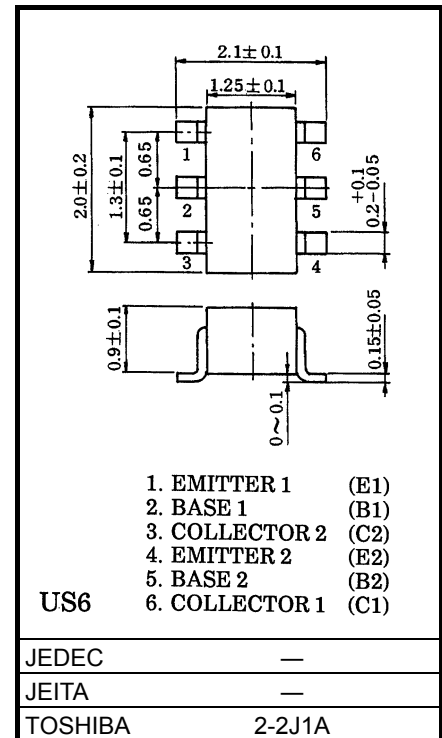 2.1± 0.1
1.25± 0.1
2.0±0.2
1.3±0.1
0.65
0.65
1
2
3
6
5
4
+0.1
0.2-0.05
0.9±0.1
0.15±0.05
0~0.1
1. EMITTER 1 (E1)
2. BASE 1 (B1)
3. COLLECTOR 2 (C2)
4. EMITTER 2 (E2)
5. BASE 2 (B2)
US6 6. COLLECTOR 1 (C1)
JEDEC —
JEITA —
TOSHIBA 2-2J1A